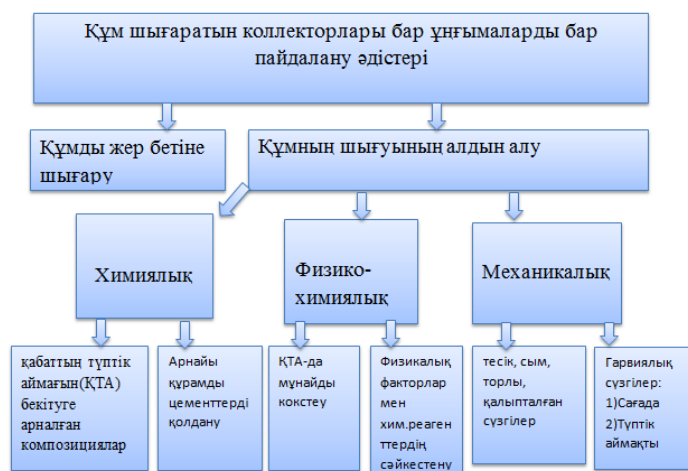 Құм шығаратын коллекторлары бар ұңғымаларды бар
пайдалану әдістері
Құмды жер бетіне
шығару
Құмның шығуының алдын алу
Химиялық
Физико-
химиялық
Механикалық
қабаттың түптік
аймағын(ҚТА)
бекітуге
арналған
композициялар
Арнайы
құрамды
цементтерді
қолдану
ҚТА-да
мұнайды
кокстеу
Физикалық
факторлар
мен
хим.реаген
ттердің
сәйкестену
тесік, сым,
торлы,
қалыпталған
сүзгілер
Гарвиялық
сүзгілер:
1)Сағада
2)Түптік
аймақты